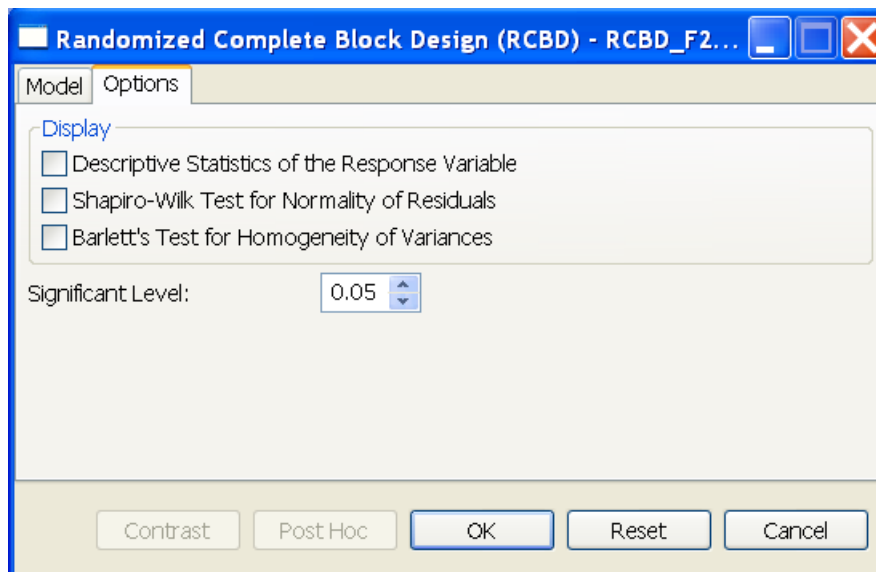 Randomized Complete Block Design (RCBD) - RCBD_F2...
Model Options
Display
Descriptive Statistics of the Response Variable
Shapiro-Wilk Test for Normality of Residuals
Barlett's Test for Homogeneity of Variances
Significant Level: 0.05
Contrast Post Hoc OK Reset Cancel